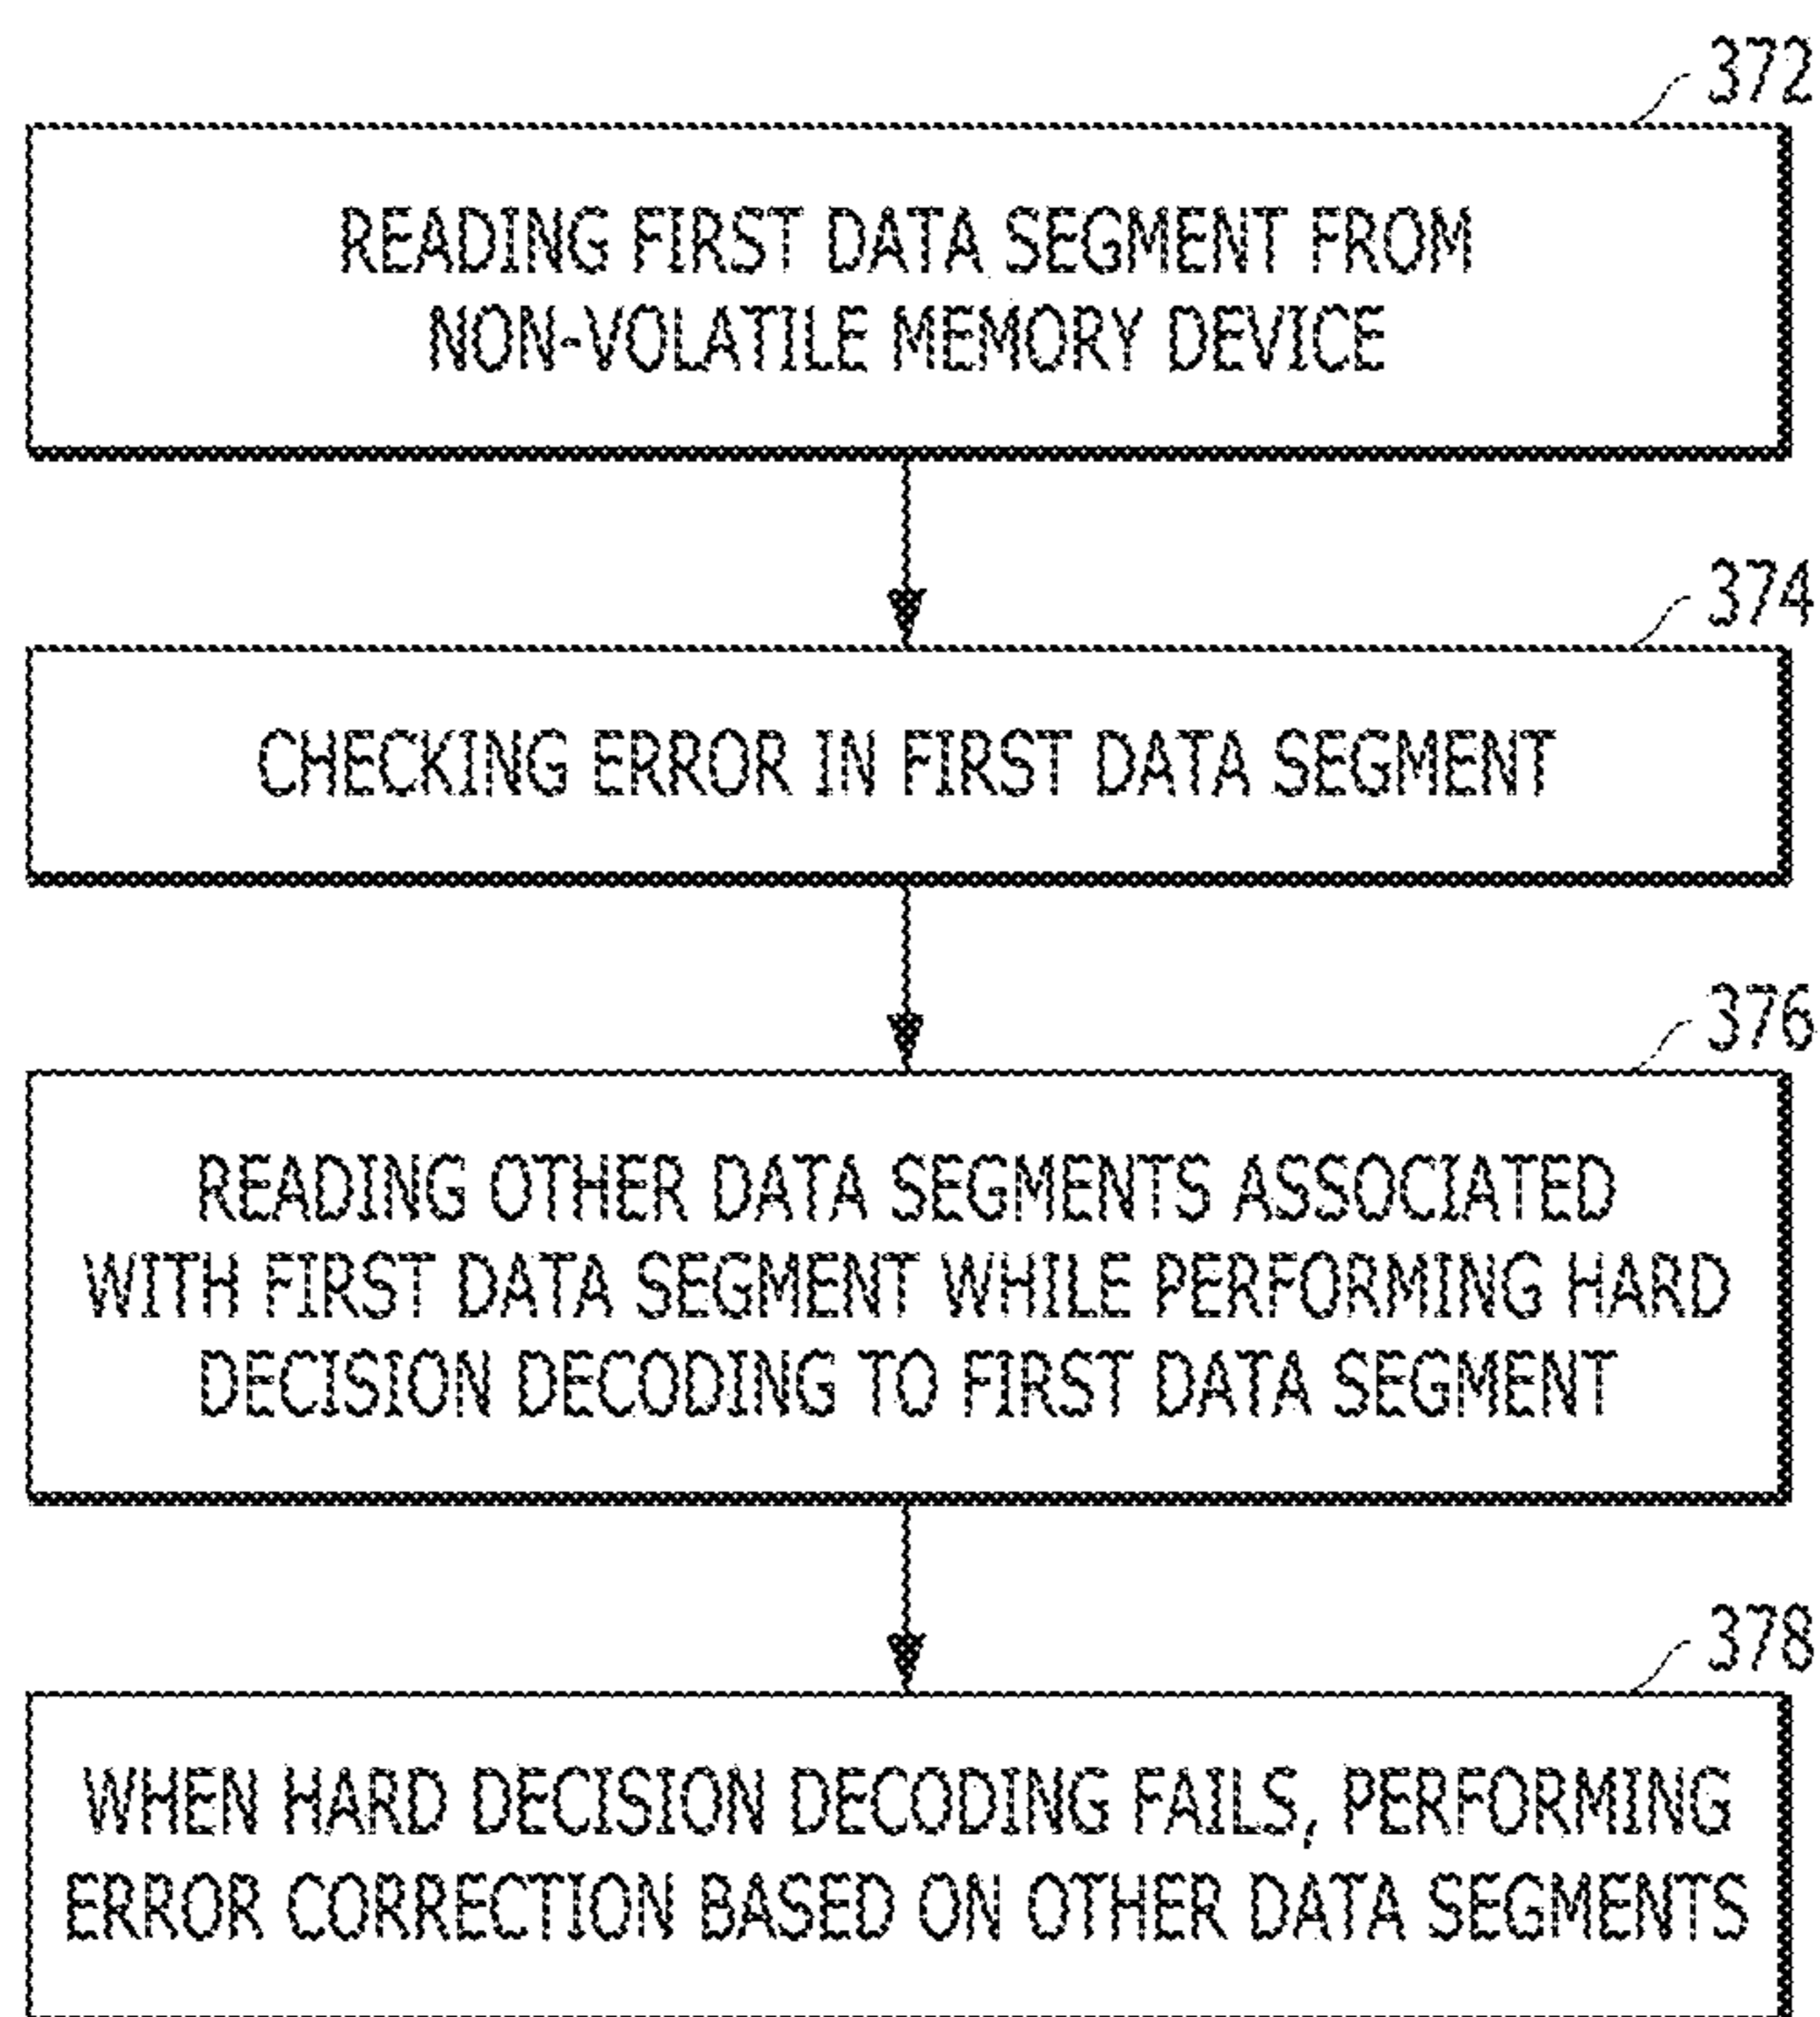 372
READING FIRST DATA SEGMENT FROM
NON-VOLATILE MEMORY DEVICE
374
CHECKING ERROR IN FIRST DATA SEGMENT
376
READING OTHER DATA SEGMENTS ASSOCIATED
WITH FIRST DATA SEGMENT WHILE PERFORMING HARD
DECISION DECODING TO FIRST DATA SEGMENT
378
WHEN HARD DECISION DECODING FAILS, PERFORMING
ERROR CORRECTION BASED ON OTHER DATA SEGMENTS